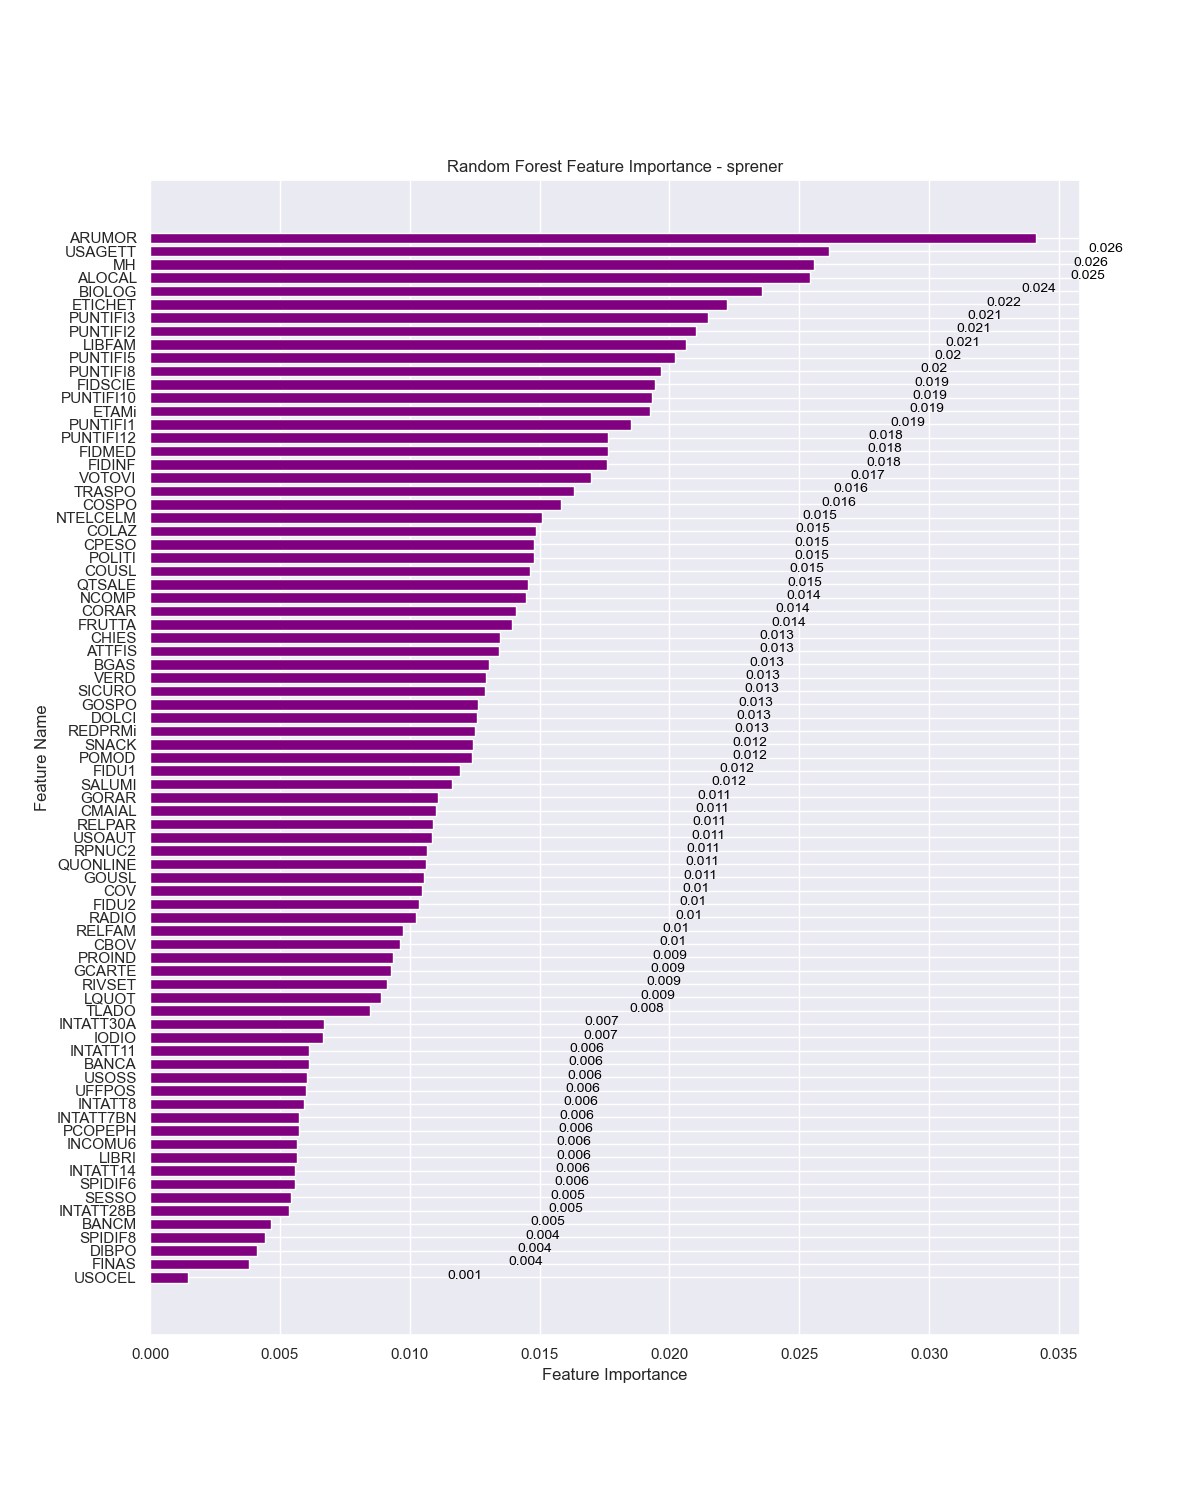 Random Forest Feature Importance - sprener
ARUMOR
USAGETT 0.026
MH 0.026
ALOCAL 0.025
BIOLOG 0.024
ETICHET 0.022
PUNTIFI3 0.021
PUNTIFI2 0.021
LIBFAM 0.021
PUNTIFI5 0.02
PUNTIFI8 0.02
FIDSCIE 0.019
PUNTIFI10 0.019
ETAMi 0.019
PUNTIFI1 0.019
PUNTIFI12 0.018
FIDMED 0.018
FIDINF 0.018
VOTOVI 0.017
TRASPO 0.016
COSPO 0.016
NTELCELM 0.015
COLAZ 0.015
CPESO 0.015
POLITI 0.015
COUSL 0.015
QTSALE 0.015
NCOMP 0.014
CORAR 0.014
FRUTTA 0.014
CHIES 0.013
ATTFIS 0.013
BGAS 0.013
VERD 0.013
SICURO 0.013
GOSPO 0.013
DOLCI 0.013
REDPRMi 0.013
SNACK 0.012
POMOD 0.012
FIDU1 0.012
SALUMI 0.012
GORAR 0.011
CMAIAL 0.011
RELPAR 0.011
USOAUT 0.011
RPNUC2 0.011
QUONLINE 0.011
GOUSL 0.011
COV 0.01
FIDU2 0.01
RADIO 0.01
RELFAM 0.01
CBOV 0.01
PROIND 0.009
GCARTE 0.009
RIVSET 0.009
LQUOT 0.009
TLADO 0.008
INTATT30A 0.007
IODIO 0.007
INTATT11 0.006
BANCA 0.006
USOSS 0.006
UFFPOS 0.006
INTATT8 0.006
INTATT7BN 0.006
PCOPEPH 0.006
INCOMU6 0.006
LIBRI 0.006
INTATT14 0.006
SPIDIF6 0.006
SESSO 0.005
INTATT28B 0.005
BANCM 0.005
SPIDIF8 0.004
DIBPO 0.004
FINAS 0.004
USOCEL 0.001
Feature Name
0.000 0.005 0.010 0.015 0.020 0.025 0.030 0.035
Feature Importance